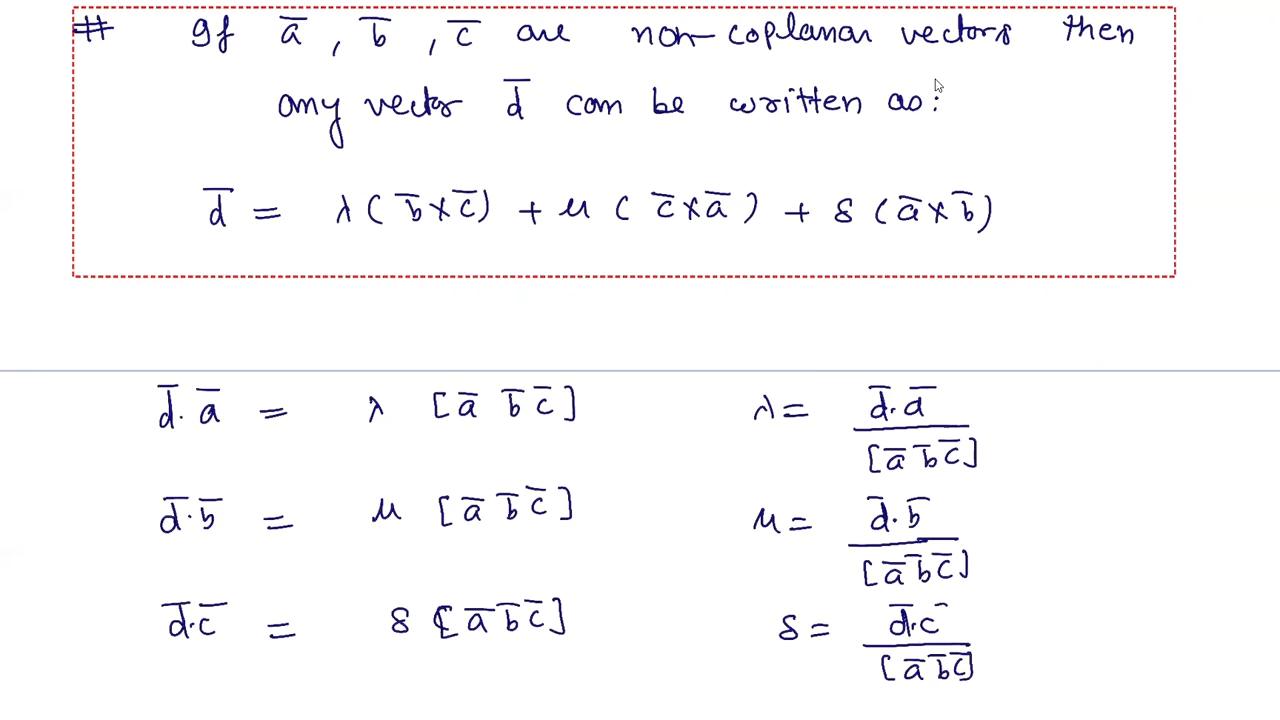 # If a̅ , b̅ , c̅ are non-coplanar vectors then
any vector d̅ can be written as:
d̅ = λ ( b̅ × c̅ ) + μ ( c̅ × a̅ ) + δ ( a̅ × b̅ )
d̅ . a̅ = λ [ a̅ b̅ c̅ ] λ = d̅ . a̅ / [ a̅ b̅ c̅ ]
d̅ . b̅ = μ [ a̅ b̅ c̅ ] μ = d̅ . b̅ / [ a̅ b̅ c̅ ]
d̅ . c̅ = δ [ a̅ b̅ c̅ ] δ = d̅ . c̅ / [ a̅ b̅ c̅ ]